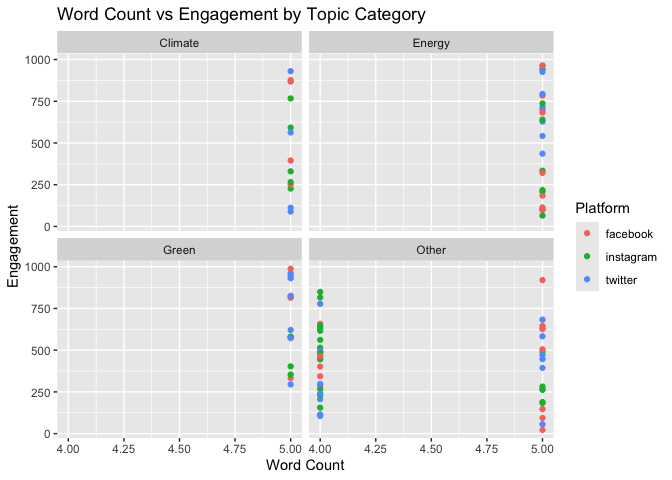 Word Count vs Engagement by Topic Category
Climate
Energy
1000
750
500
250
0
Green
Other
1000
750
500
250
0
4.00 4.25 4.50 4.75 5.00 4.00 4.25 4.50 4.75 5.00
Word Count
Engagement
Platform
facebook
instagram
twitter